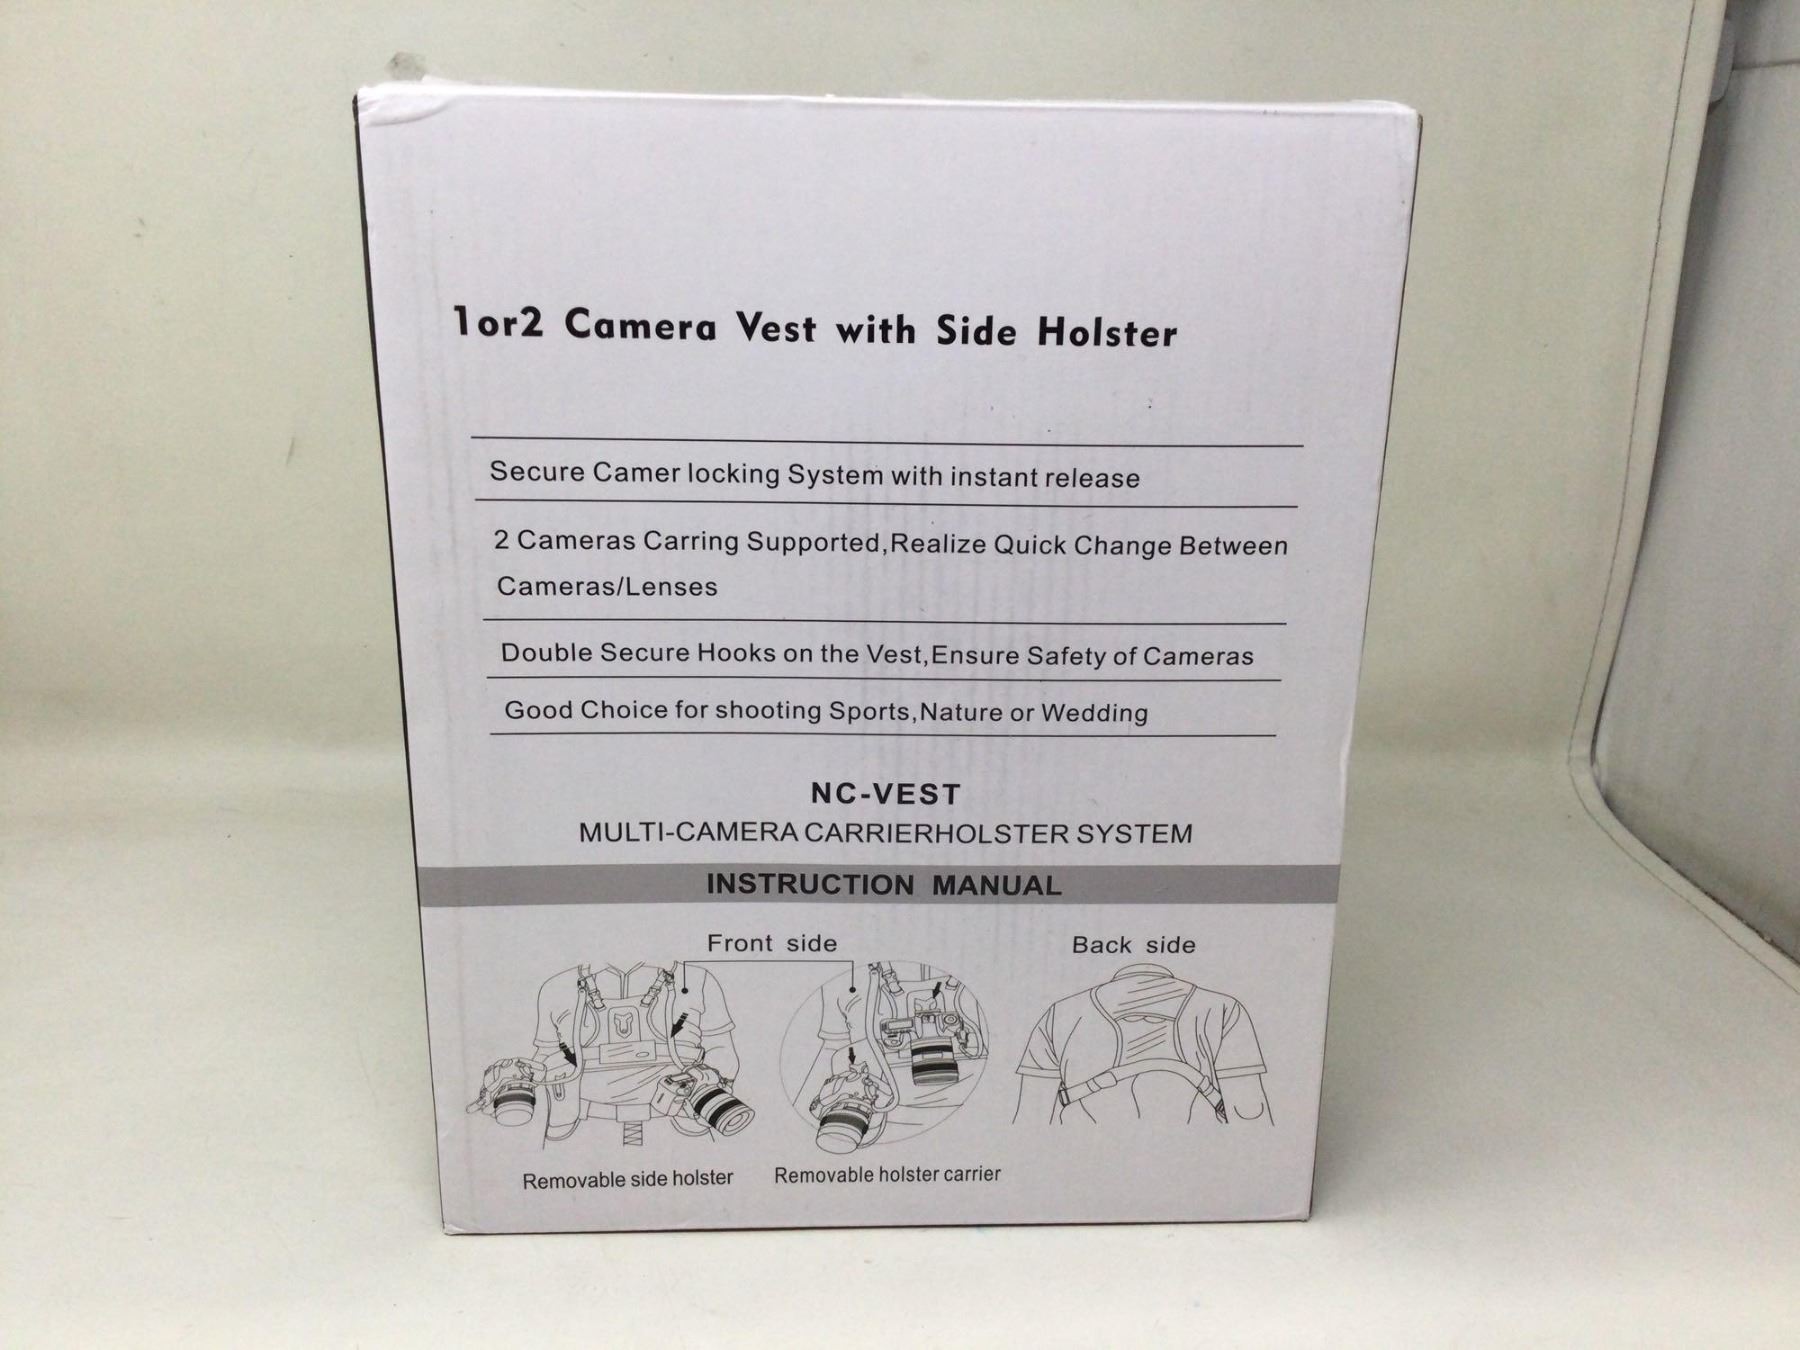 1or2 Camera Vest with Side Holster
Secure Camer locking System with instant release
2 Cameras Carring Supported,Realize Quick Change Between
Cameras/Lenses
Double Secure Hooks on the Vest,Ensure Safety of Cameras
Good Choice for shooting Sports,Nature or Wedding
NC-VEST
MULTI-CAMERA CARRIERHOLSTER SYSTEM
INSTRUCTION MANUAL
Front side
Back side
Removable side holster
Removable holster carrier